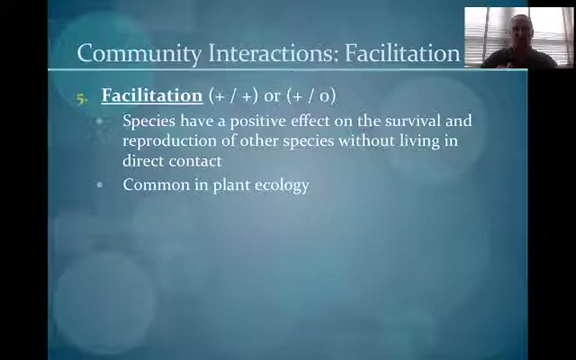 Community Interactions: Facilitation
5. Facilitation (+ / +) or (+ / 0)
Species have a positive effect on the survival and
reproduction of other species without living in
direct contact
Common in plant ecology